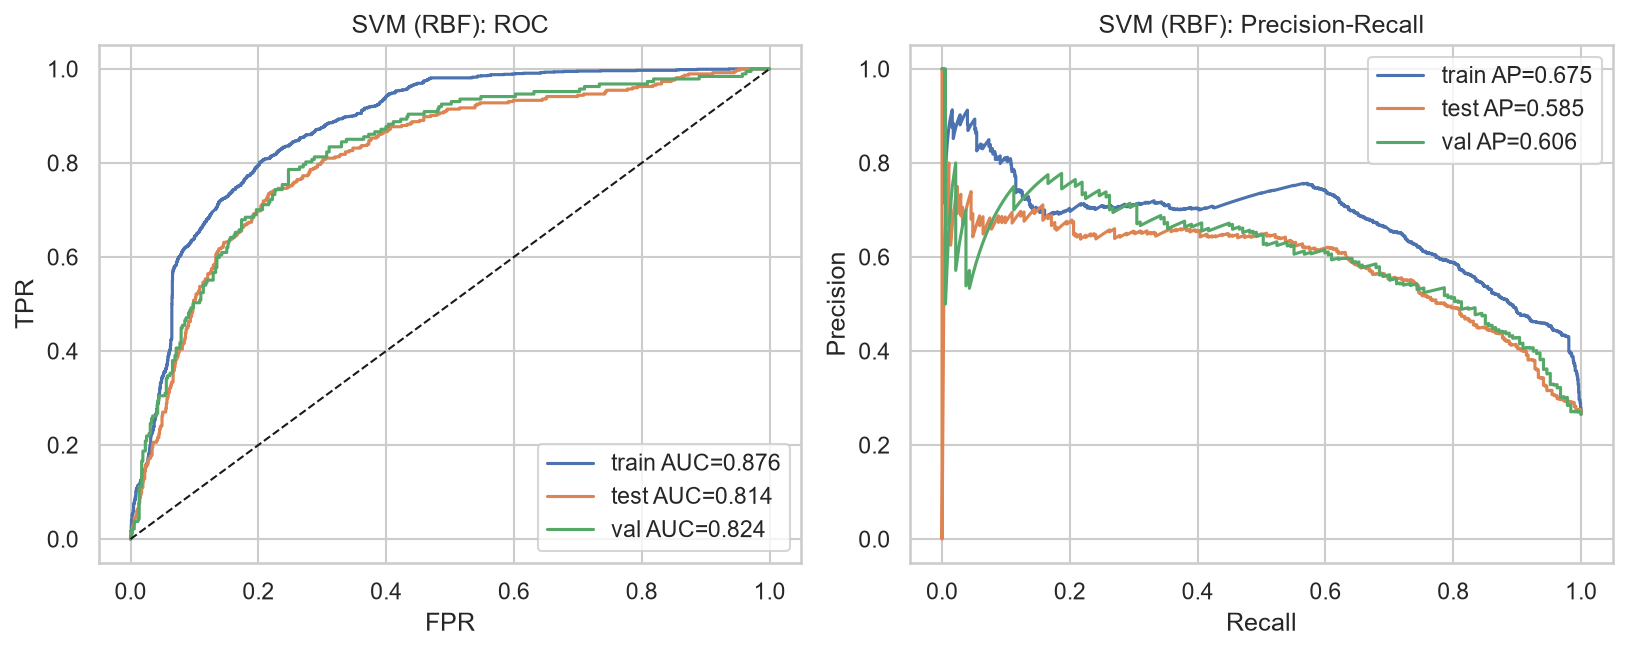 SVM (RBF): ROC
TPR
1.0
0.8
0.6
0.4
0.2
0.0
0.0 0.2 0.4 0.6 0.8 1.0
FPR
train AUC=0.876
test AUC=0.814
val AUC=0.824
SVM (RBF): Precision-Recall
Precision
1.0
0.8
0.6
0.4
0.2
0.0
0.0 0.2 0.4 0.6 0.8 1.0
Recall
train AP=0.675
test AP=0.585
val AP=0.606